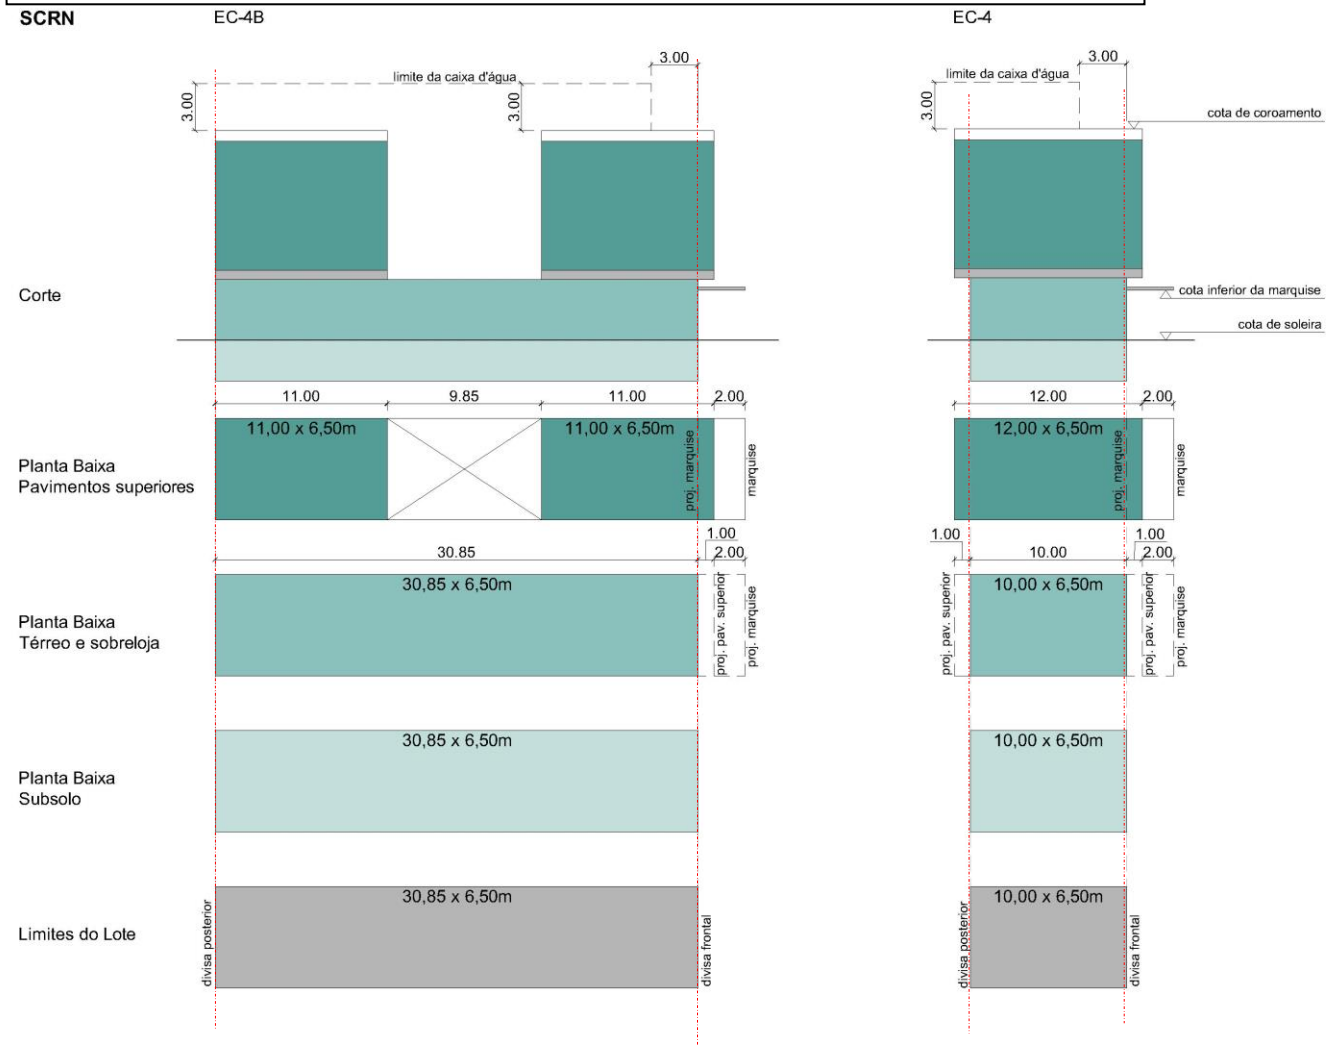 SCRN
EC-4B
EC-4
3.00
3.00
limite da caixa d'água
limite da caixa d'água
3.00
3.00
3.00
cota de coroamento
Corte
cota inferior da marquise
cota de soleira
11.00
9.85
11.00
2.00
12.00
2.00
11,00 x 6,50m
11,00 x 6,50m
12,00 x 6,50m
Planta Baixa
Pavimentos superiores
proj. marquise
marquise
proj. marquise
marquise
30.85
1.00
2.00
1.00
10.00
1.00
2.00
30,85 x 6,50m
10,00 x 6,50m
Planta Baixa
Térreo e sobreloja
proj. pav. superior
proj. marquise
proj. pav. superior
proj. pav. superior
proj. marquise
30,85 x 6,50m
10,00 x 6,50m
Planta Baixa
Subsolo
30,85 x 6,50m
10,00 x 6,50m
Limites do Lote
divisa posterior
divisa frontal
divisa posterior
divisa frontal